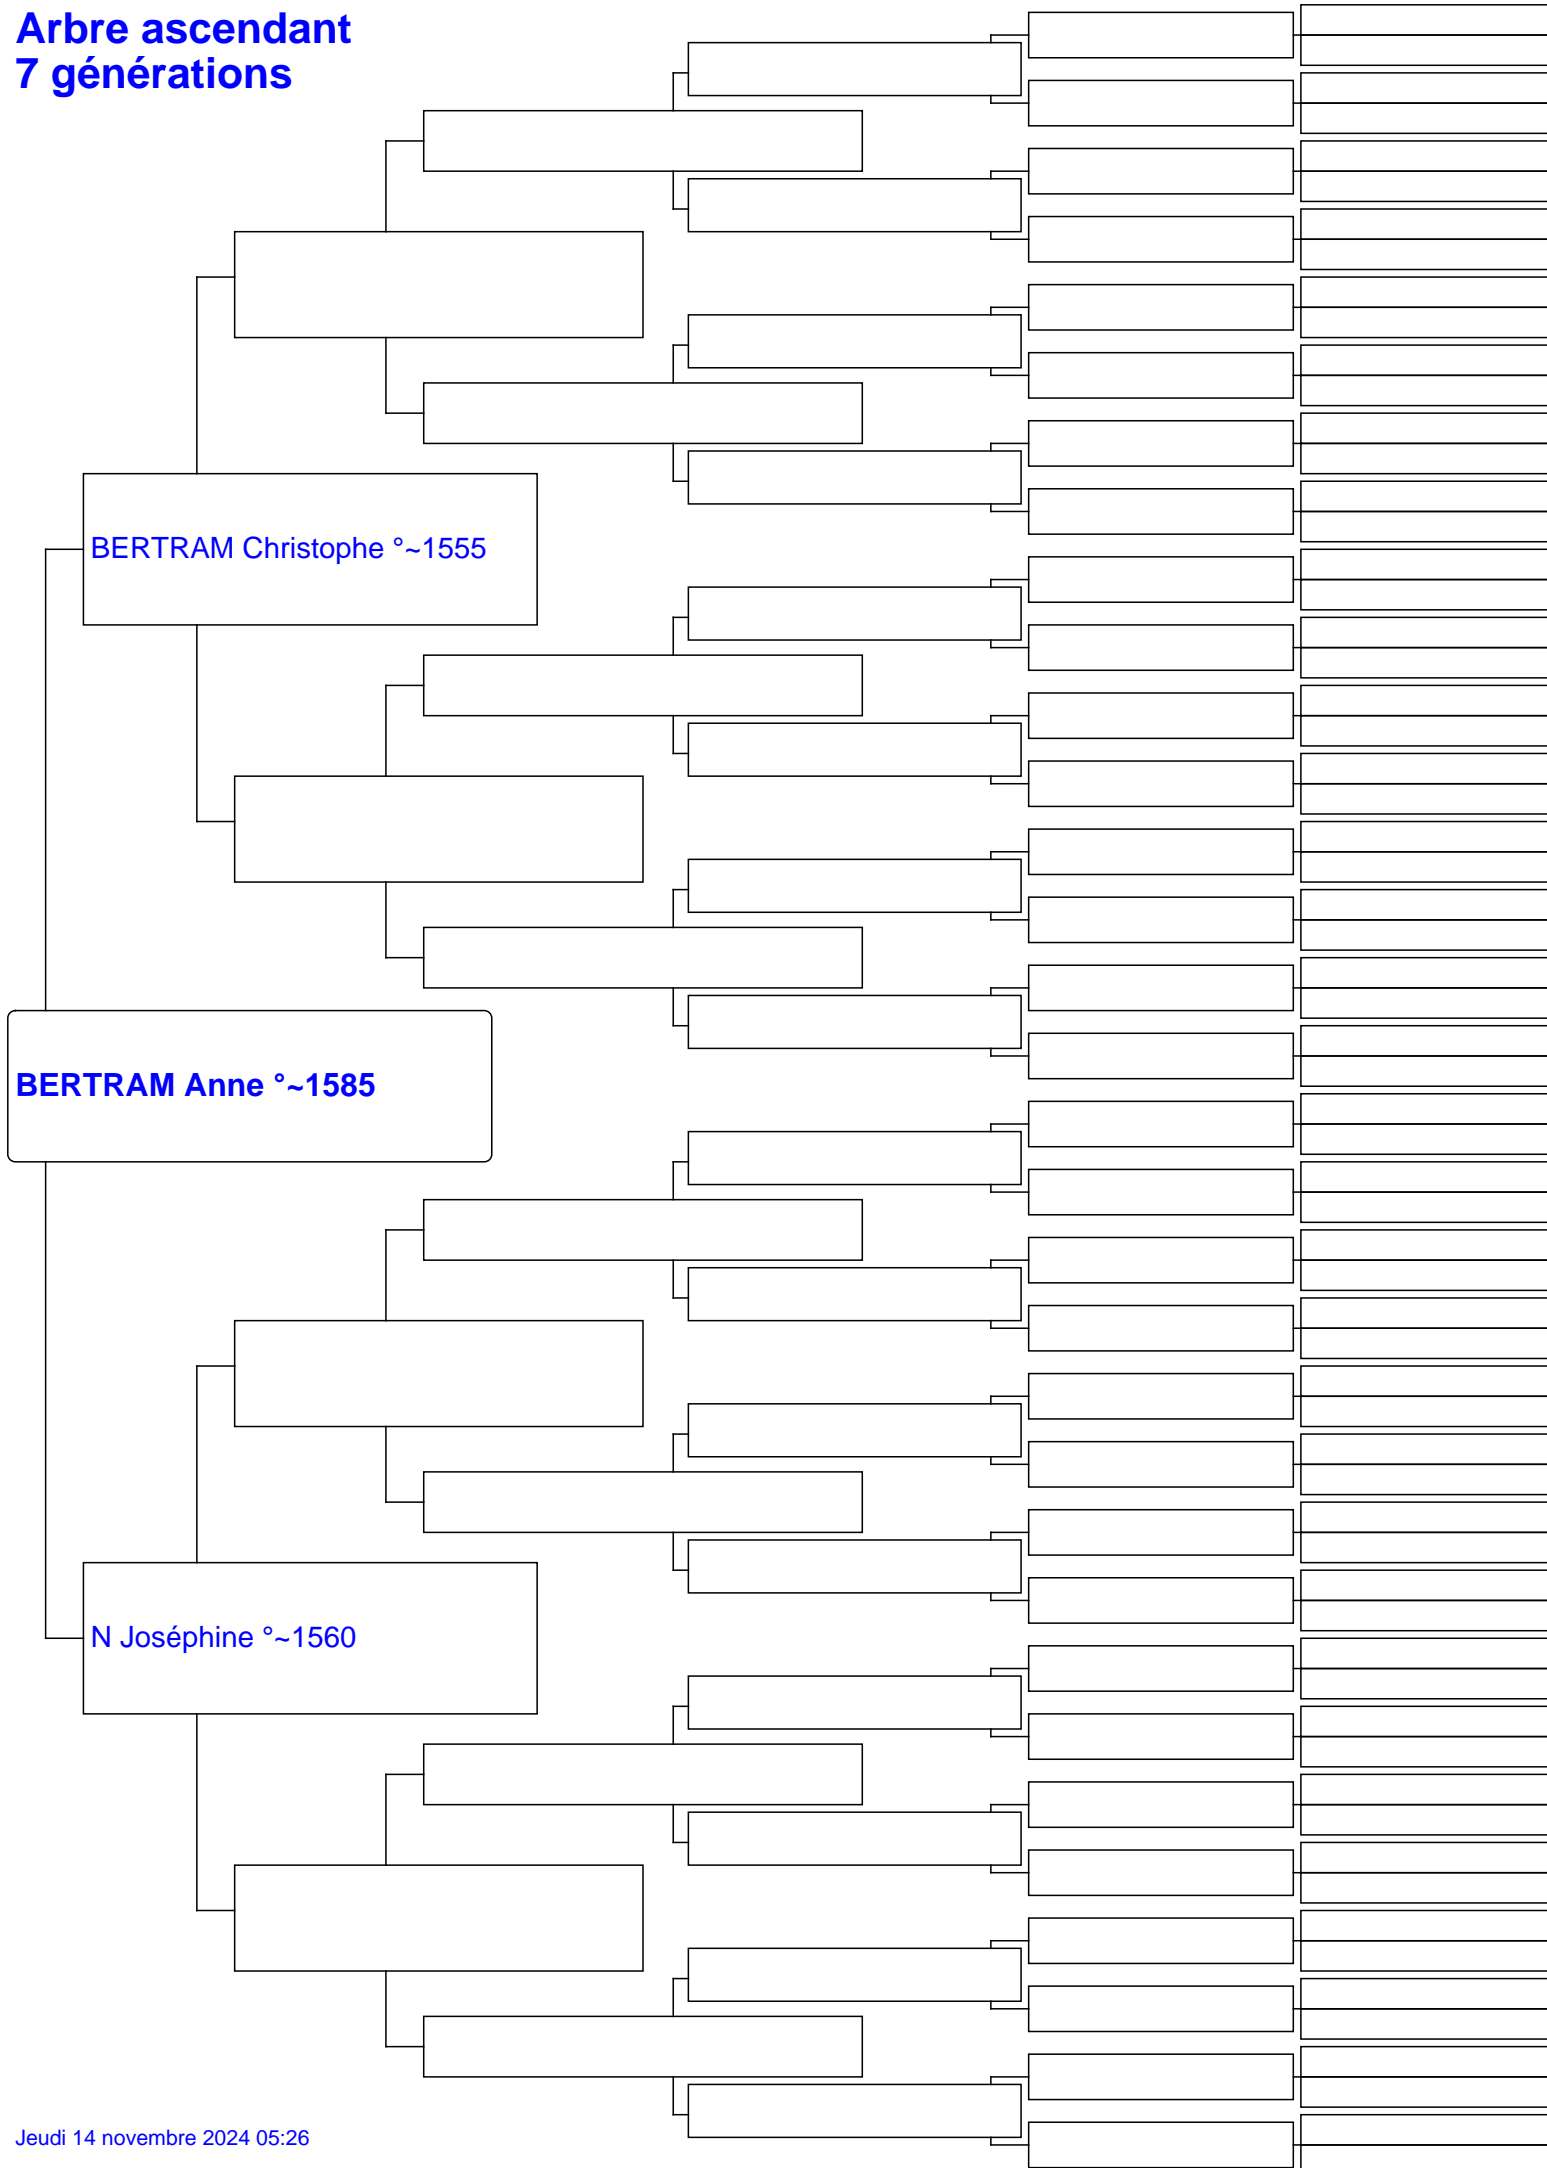 Arbre ascendant
7 générations
BERTRAM Christophe °~1555
BERTRAM Anne °~1585
N Joséphine °~1560
Jeudi 14 novembre 2024 05:26